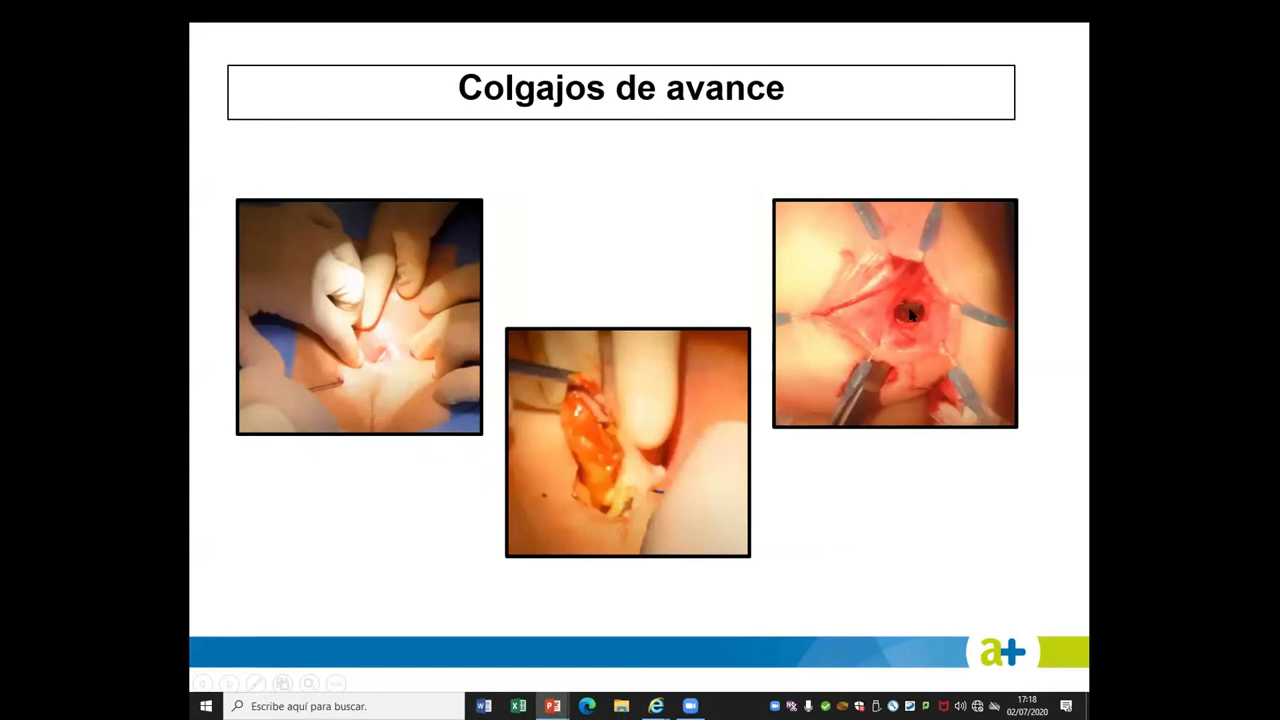 Colgajos de avance
a+
Escribe aquí para buscar.
17:18
02/07/2020